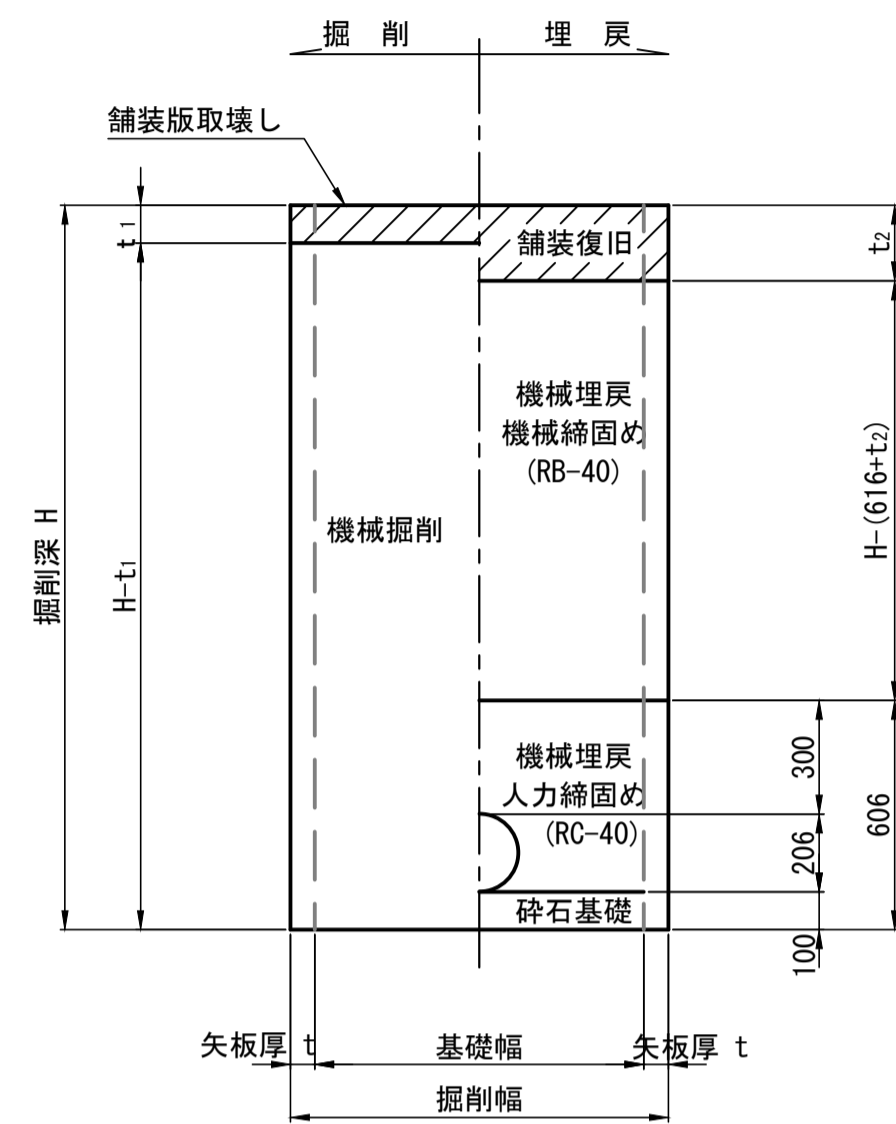 掘 削
埋 戻
舗装版取壊し
t1
t2
舗装復旧
機械埋戻
機械締固め
(RB-40)
H-(616+t2)
機械掘削
掘削深 H
H-t1
機械埋戻
人力締固め
(RC-40)
300
606
206
砕石基礎
100
矢板厚 t
基礎幅
矢板厚 t
掘削幅